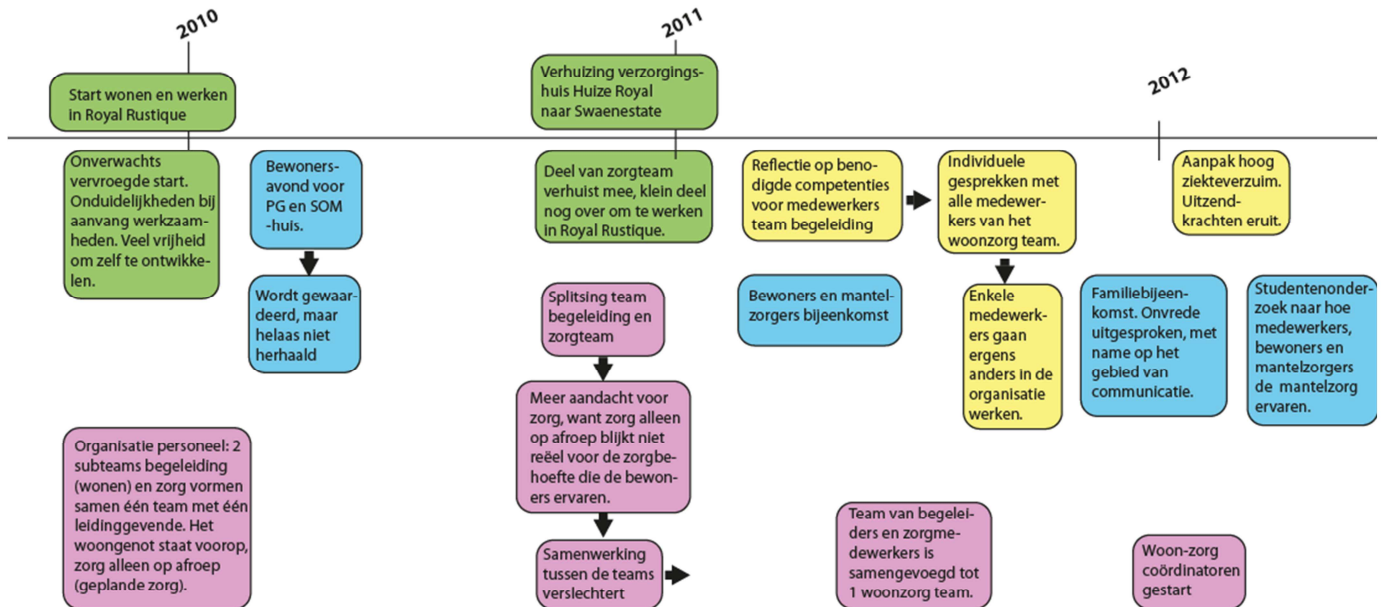 2010
2011
2012
Start wonen en werken
in Royal Rustique
Verhuizing verzorgings-
huis Huize Royal
naar Swaenestate
Onverwachts
vervroegde start.
Onduidelijkheden bij
aanvang werkzaam-
heden. Veel vrijheid
om zelf te ontwikke-
len.
Bewoners-
avond voor
PG en SOM
-huis.
Deel van zorgteam
verhuist mee, klein deel
nog over om te werken
in Royal Rustique.
Reflectie op beno-
digde competenties
voor medewerkers
team begeleiding
Individuele
gesprekken met
alle medewer-
kers van het
woonzorg team.
Aanpak hoog
ziekteverzuim.
Uitzend-
krachten eruit.
Wordt gewaar-
deerd, maar
helaas niet
herhaald
Splitsing team
begeleiding en
zorgteam
Bewoners en mantel-
zorgers bijeenkomst
Enkele
medewerk-
ers gaan
ergens
anders in de
organisatie
werken.
Familiebijeen-
komst. Onvrede
uitgesproken, met
name op het
gebied van
communicatie.
Studentenonder-
zoek naar hoe
medewerkers,
bewoners en
mantelzorgers
de mantelzorg
ervaren.
Meer aandacht voor
zorg, want zorg alleen
op afroep blijkt niet
reëel voor de zorgbe-
hoefte die de bewon-
ers ervaren.
Organisatie personeel: 2
subteams begeleiding
(wonen) en zorg vormen
samen één team met één
leidinggevende. Het
woongenot staat voorop,
zorg alleen op afroep
(geplande zorg).
Samenwerking
tussen de teams
verslechtert
Team van begelei-
ders en zorgme-
dewerkers is
samengevoegd tot
1 woonzorg team.
Woon-zorg
coördinatoren
gestart